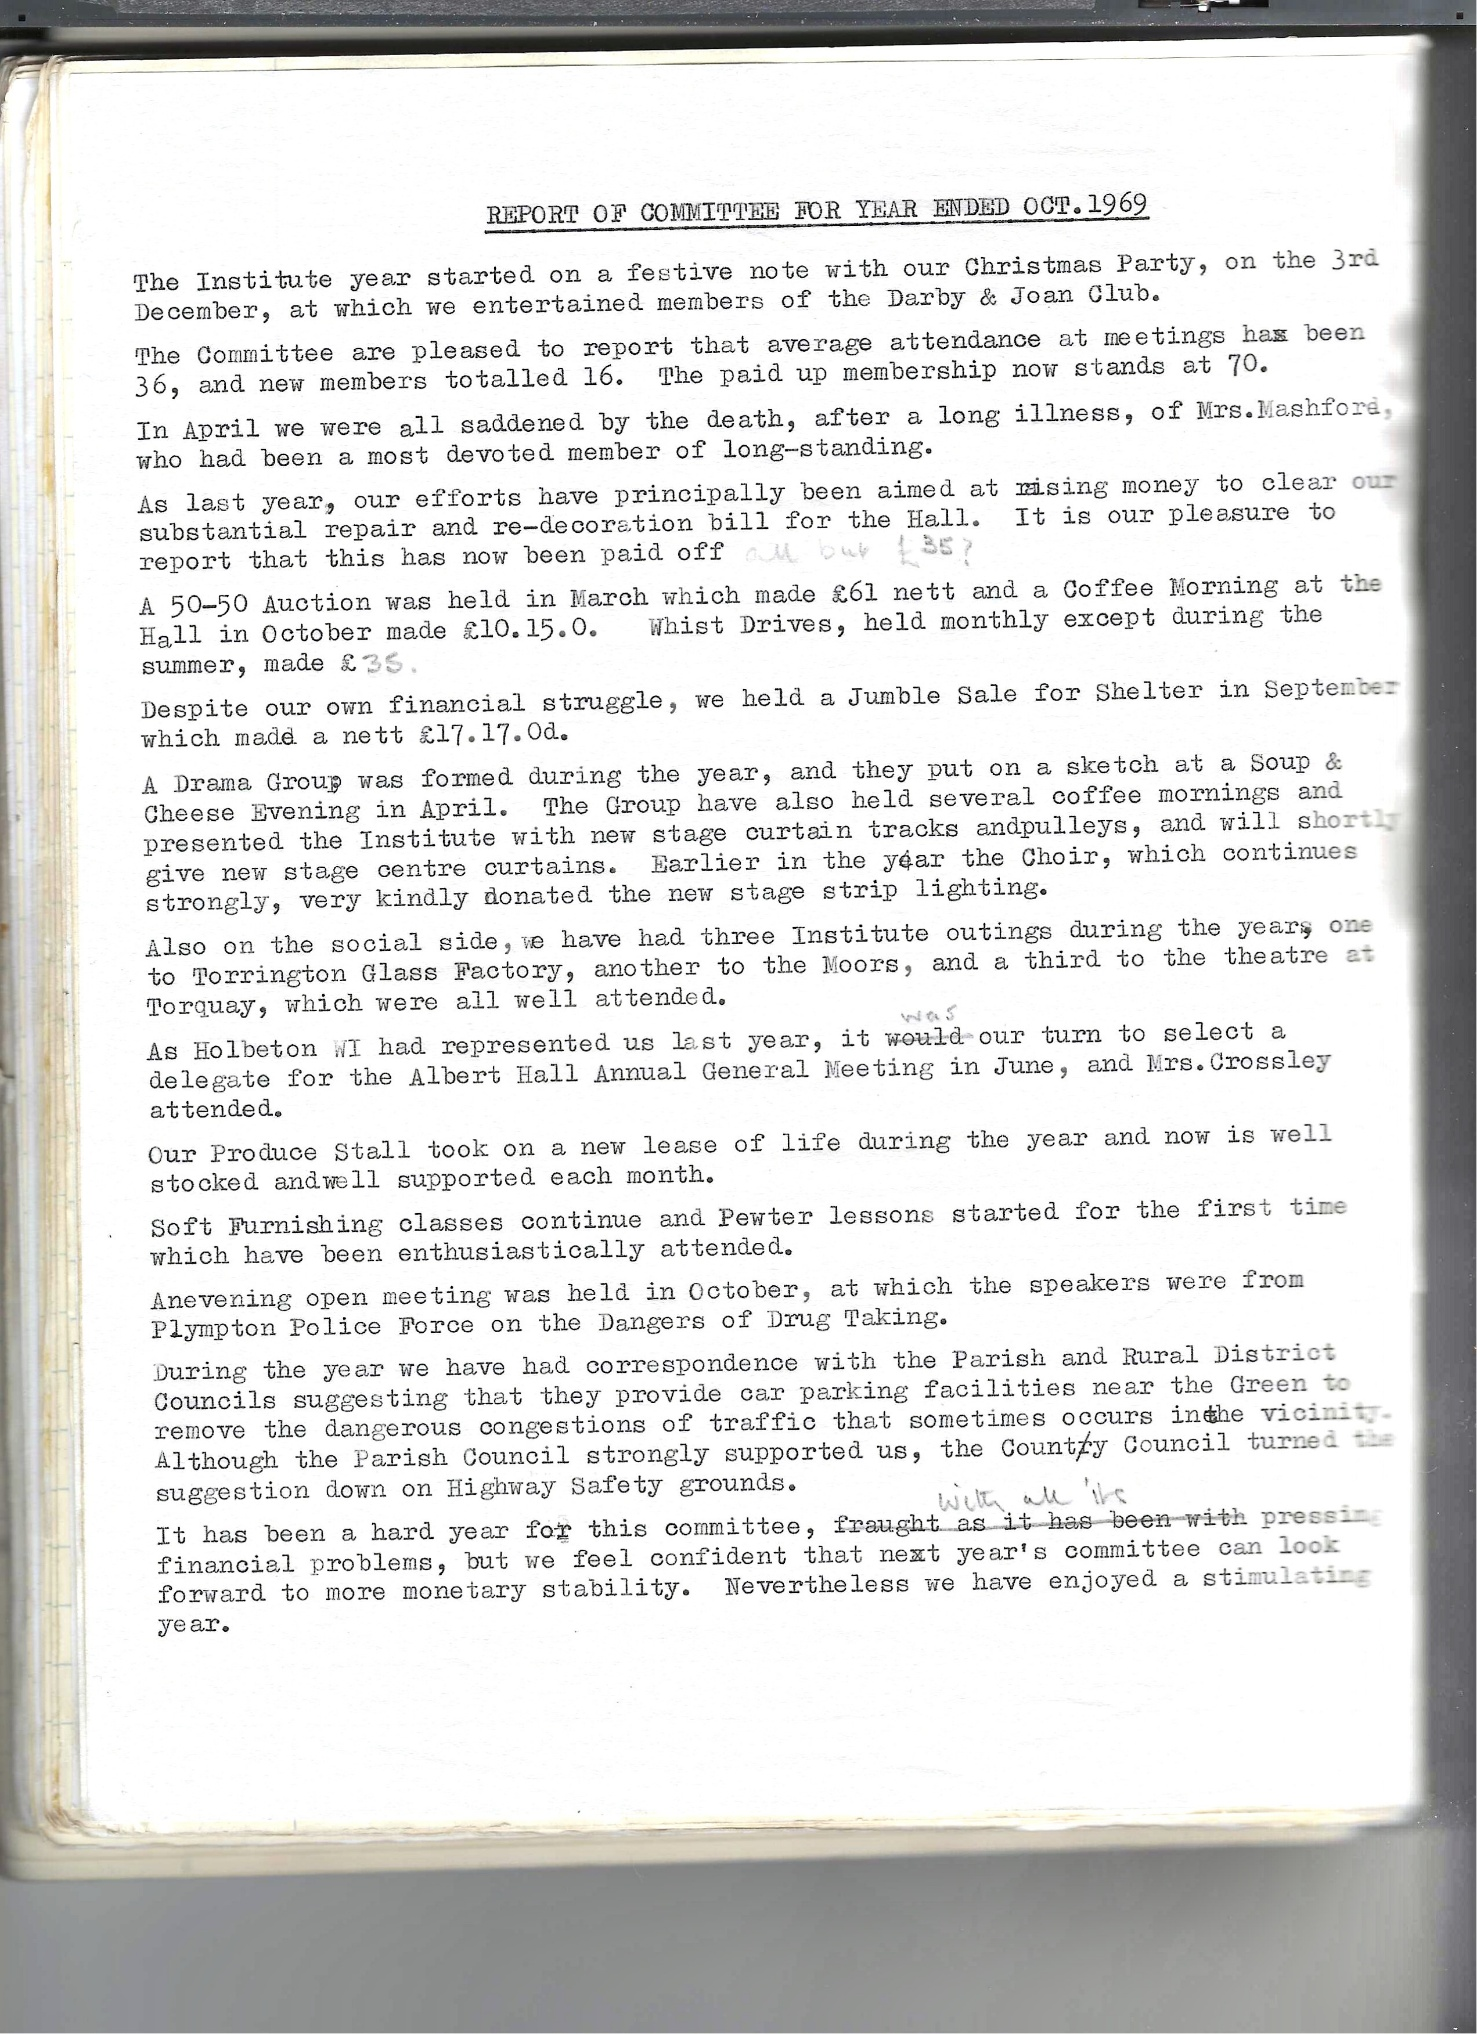 REPORT OF COMMITTEE FOR YEAR ENDED OCT.1969
The Institute year started on a festive note with our Christmas Party, on the 3rd
December, at which we entertained members of the Darby & Joan Club.
The Committee are pleased to report that average attendance at meetings has been
36, and new members totalled 16. The paid up membership now stands at 70.
In April we were all saddened by the death, after a long illness, of Mrs.Mashford,
who had been a most devoted member of long-standing.
As last year, our efforts have principally been aimed at raising money to clear our
substantial repair and re-decoration bill for the Hall. It is our pleasure to
report that this has now been paid off all but £35?
A 50-50 Auction was held in March which made £61 nett and a Coffee Morning at the
Hall in October made £10.15.0. Whist Drives, held monthly except during the
summer, made £35.
Despite our own financial struggle, we held a Jumble Sale for Shelter in September
which made a nett £17.17.0d.
A Drama Group was formed during the year, and they put on a sketch at a Soup &
Cheese Evening in April. The Group have also held several coffee mornings and
presented the Institute with new stage curtain tracks andpulleys, and will shortly
give new stage centre curtains. Earlier in the year the Choir, which continues
strongly, very kindly donated the new stage strip lighting.
Also on the social side, we have had three Institute outings during the year, one
to Torrington Glass Factory, another to the Moors, and a third to the theatre at
Torquay, which were all well attended.
was
As Holbeton WI had represented us last year, it would our turn to select a
delegate for the Albert Hall Annual General Meeting in June, and Mrs.Crossley
attended.
Our Produce Stall took on a new lease of life during the year and now is well
stocked andwell supported each month.
Soft Furnishing classes continue and Pewter lessons started for the first time
which have been enthusiastically attended.
Anevening open meeting was held in October, at which the speakers were from
Plympton Police Force on the Dangers of Drug Taking.
During the year we have had correspondence with the Parish and Rural District
Councils suggesting that they provide car parking facilities near the Green to
remove the dangerous congestions of traffic that sometimes occurs inthe vicinity.
Although the Parish Council strongly supported us, the County Council turned the
suggestion down on Highway Safety grounds.
with all its
It has been a hard year for this committee, fraught as it has been with pressing
financial problems, but we feel confident that next year's committee can look
forward to more monetary stability. Nevertheless we have enjoyed a stimulating
year.